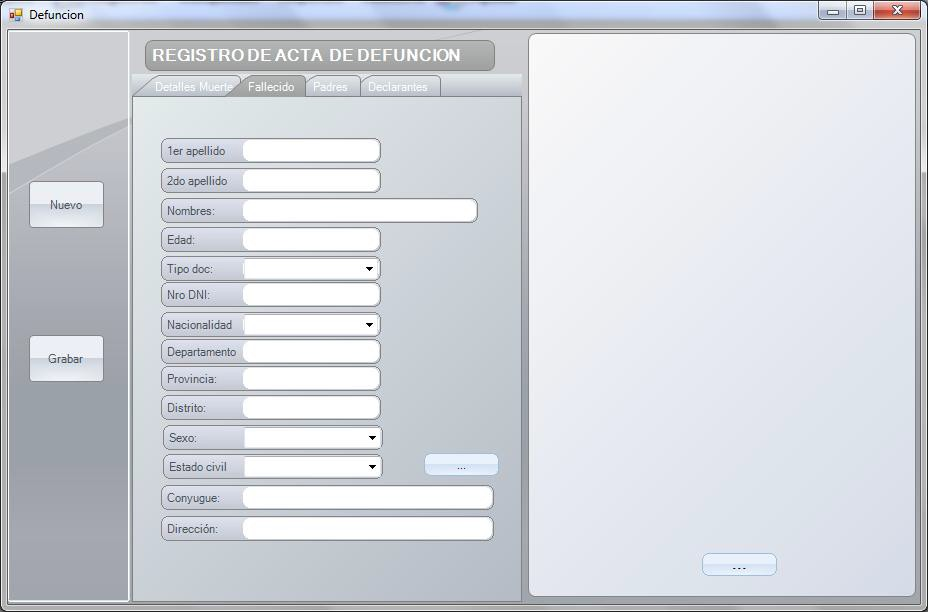 Defuncion
REGISTRO DE ACTA DE DEFUNCION
Detalles Muerte Fallecido Padres Declarantes
1er apellido
2do apellido
Nuevo
Nombres:
Edad:
Tipo doc:
Nro DNI:
Nacionalidad
Departamento
Grabar
Provincia:
Distrito:
Sexo:
Estado civil ...
Conyugue:
Dirección:
...